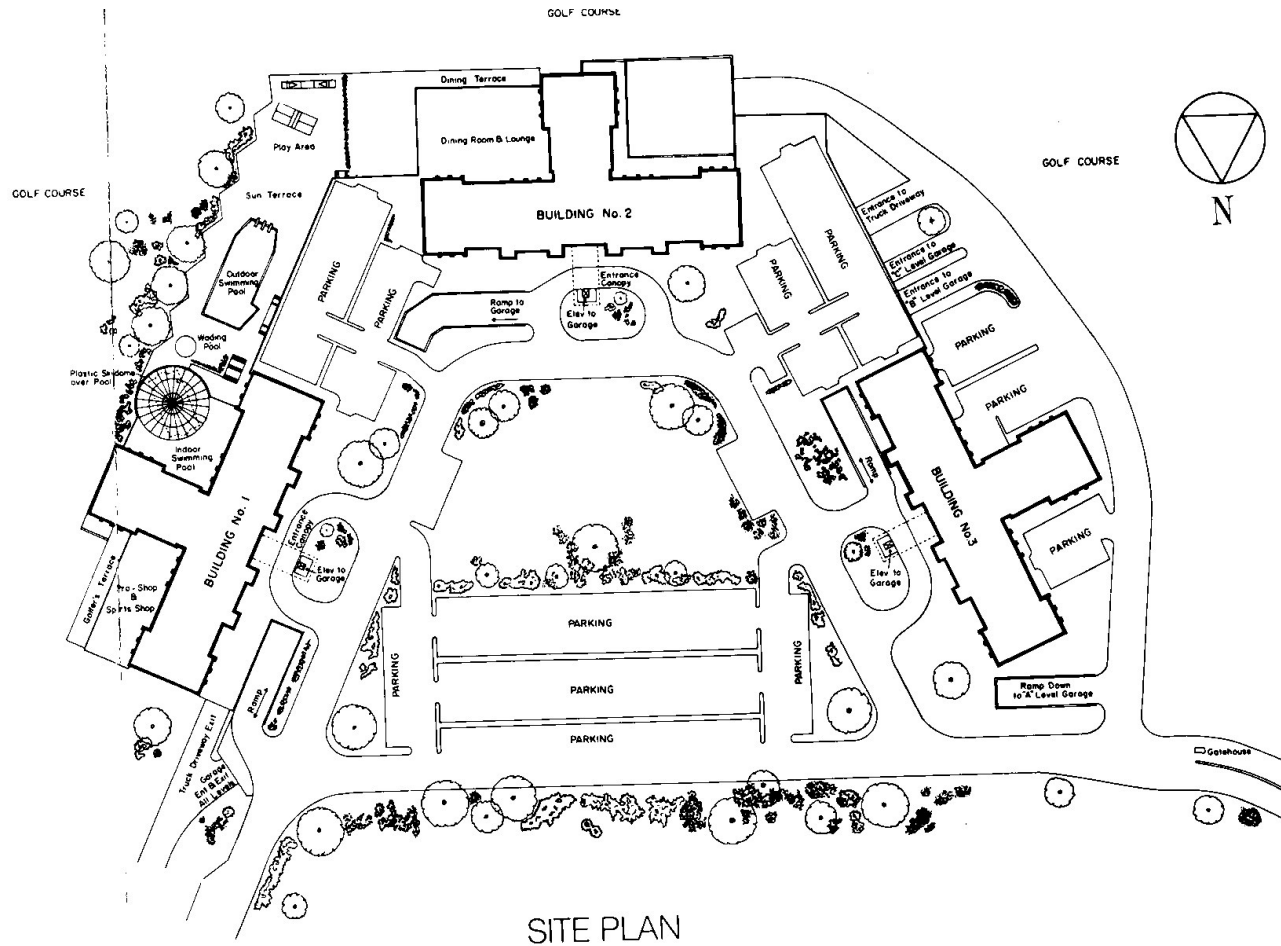 GOLF COURSE
Dining Terrace
Dining Room & Lounge
Play Area
GOLF COURSE
GOLF COURSE
N
Sun Terrace
BUILDING No. 2
Entrance to
Truck Driveway
Entrance to
"C" Level Garage
Entrance to
"B" Level Garage
PARKING
PARKING
PARKING
PARKING
Outdoor
Swimming
Pool
Entrance
Canopy
Ramp to
Garage
Elev to
Garage
Wading
Pool
Plastic Skydome
over Pool
PARKING
PARKING
Indoor
Swimming
Pool
Ramp
BUILDING No. 1
BUILDING No. 3
Entrance
Canopy
Elev to
Garage
Elev to
Garage
PARKING
Golfer's Terrace
Pro-Shop
&
Sports Shop
PARKING
PARKING
PARKING
PARKING
PARKING
Ramp
Ramp Down
to "A" Level Garage
Truck Driveway Exit
Garage
Ent & Exit
All Levels
Gatehouse
SITE PLAN